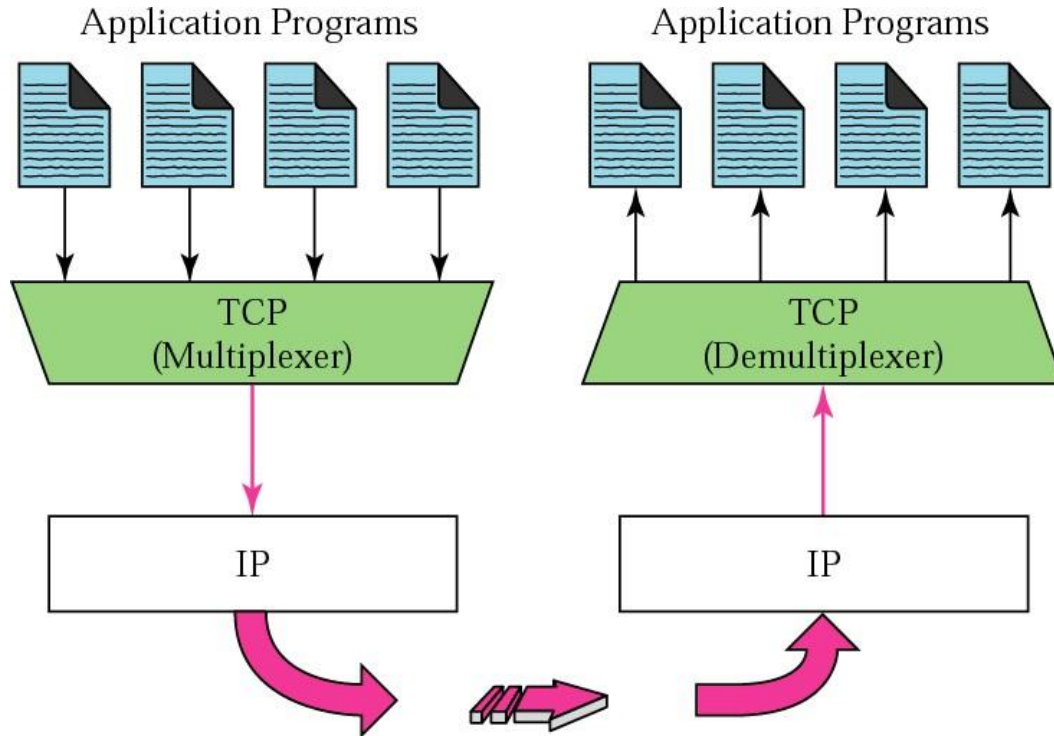 Application Programs
Application Programs
TCP
(Multiplexer)
TCP
(Demultiplexer)
IP
IP